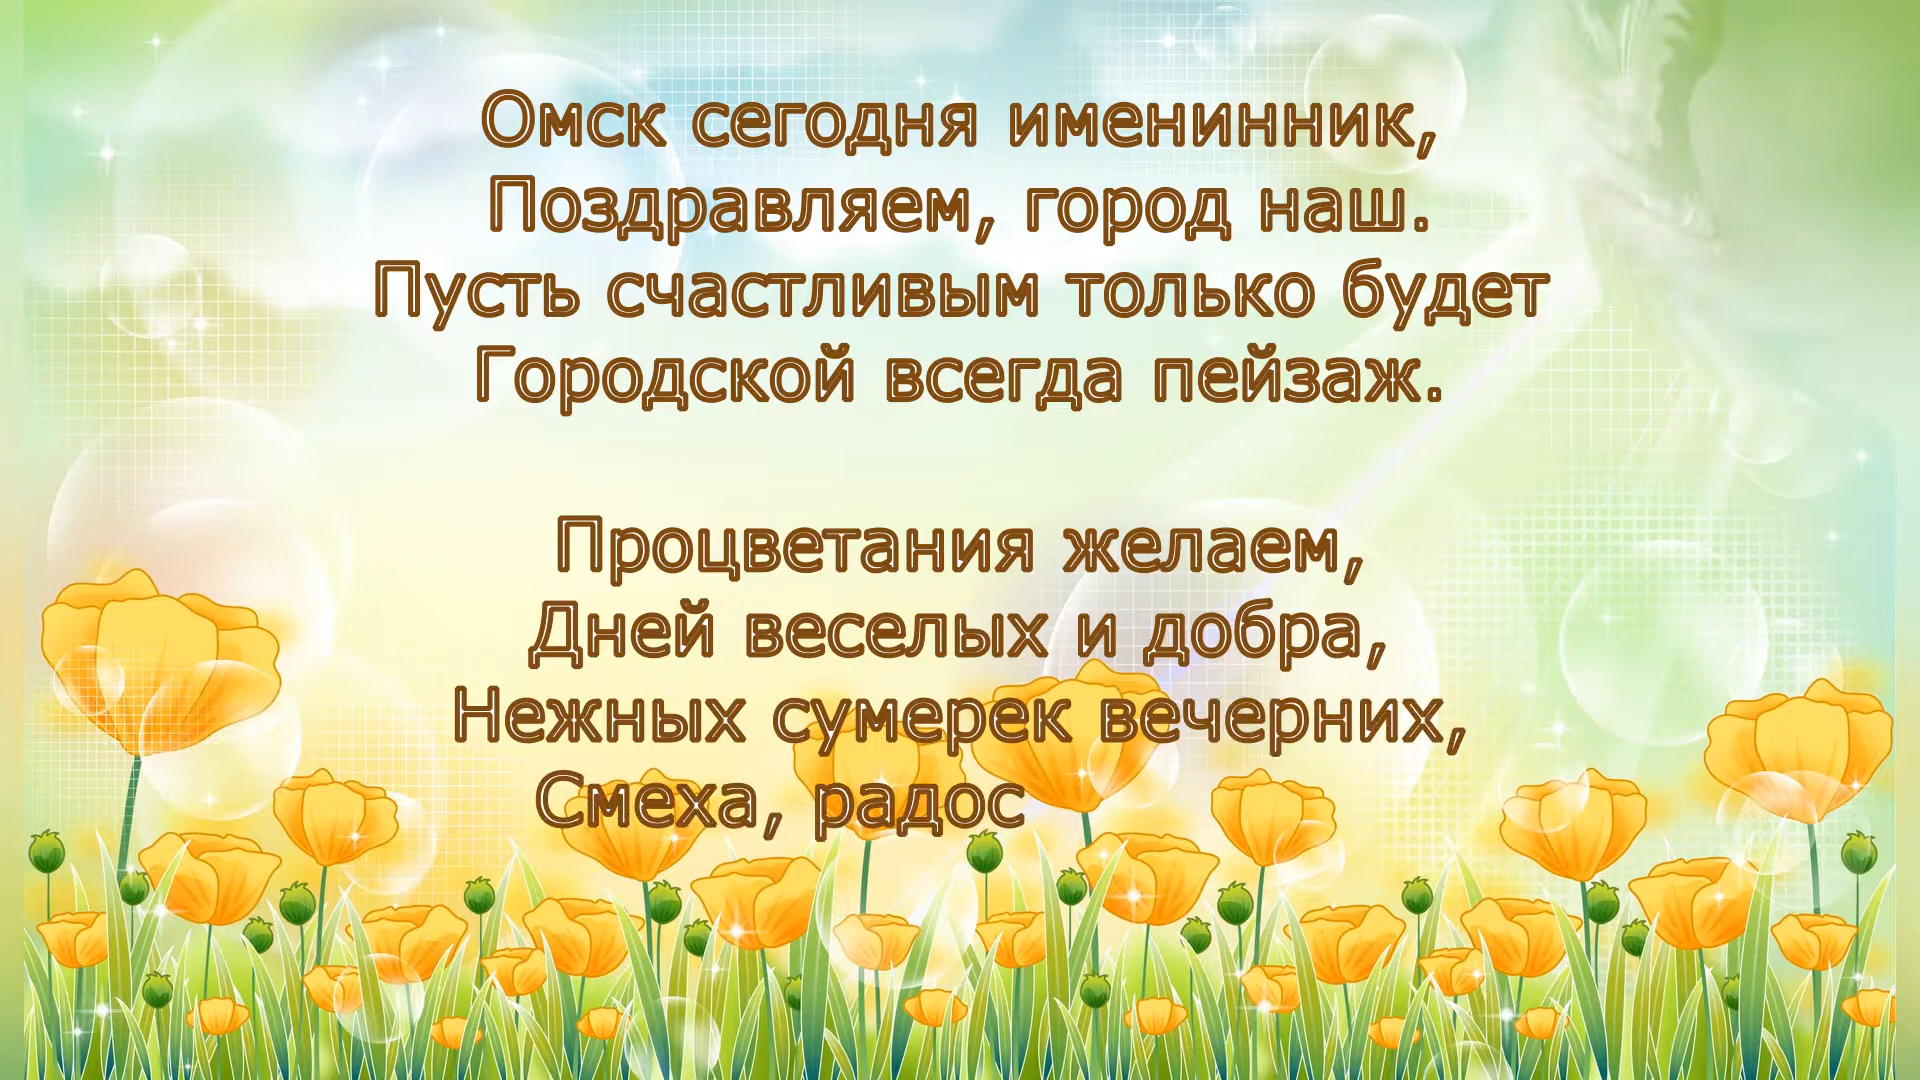 Омск сегодня именинник,
Поздравляем, город наш.
Пусть счастливым только будет
Городской всегда пейзаж.
Процветания желаем,
Дней веселых и добра,
Нежных сумерек вечерних,
Смеха, радос